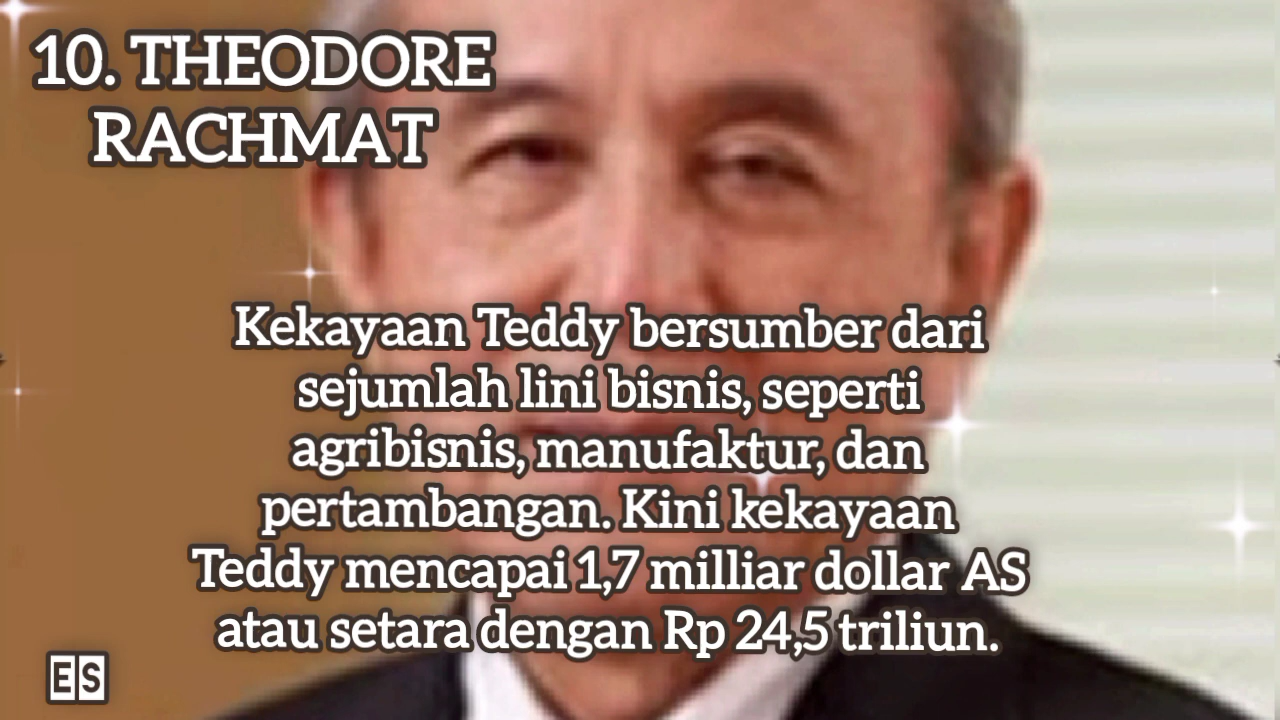 10. THEODORE
RACHMAT
Kekayaan Teddy bersumber dari
sejumlah lini bisnis, seperti
agribisnis, manufaktur, dan
pertambangan. Kini kekayaan
Teddy mencapai 1,7 milliar dollar AS
atau setara dengan Rp 24,5 triliun.
ES